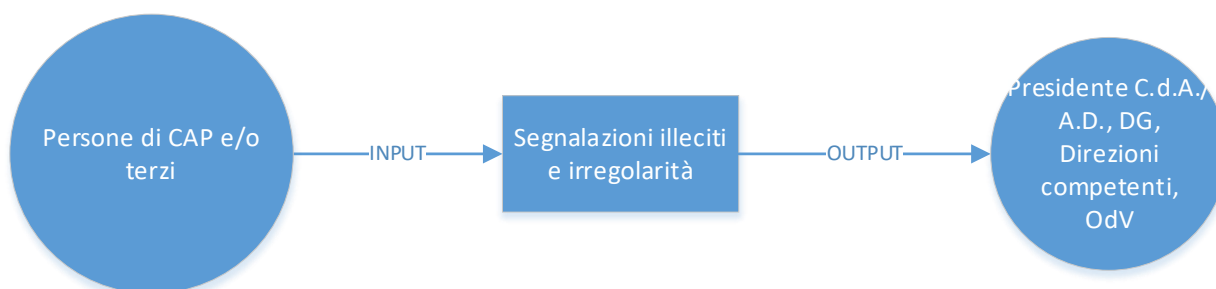 Persone di CAP e/o
terzi
INPUT
Segnalazioni illeciti
e irregolarità
OUTPUT
Presidente C.d.A./
A.D., DG,
Direzioni
competenti,
OdV